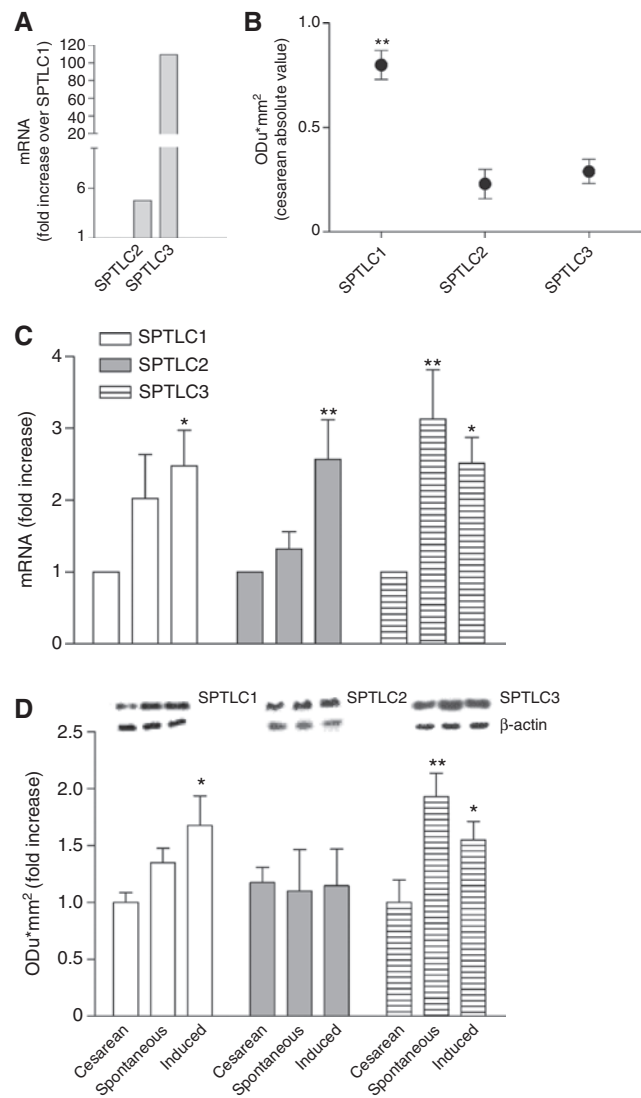 A
mRNA
(fold increase over SPTLC1)
120
100
80
60
40
20
6
1
SPTLC2
SPTLC3
B
ODu*mm²
(cesarean absolute value)
1.0
0.5
0
**
SPTLC1
SPTLC2
SPTLC3
C
SPTLC1
SPTLC2
SPTLC3
mRNA (fold increase)
4
3
2
1
0
*
**
**
*
D
SPTLC1
SPTLC2
SPTLC3
β-actin
ODu*mm² (fold increase)
2.5
2.0
1.5
1.0
0.5
0
*
**
*
Cesarean
Spontaneous
Induced
Cesarean
Spontaneous
Induced
Cesarean
Spontaneous
Induced